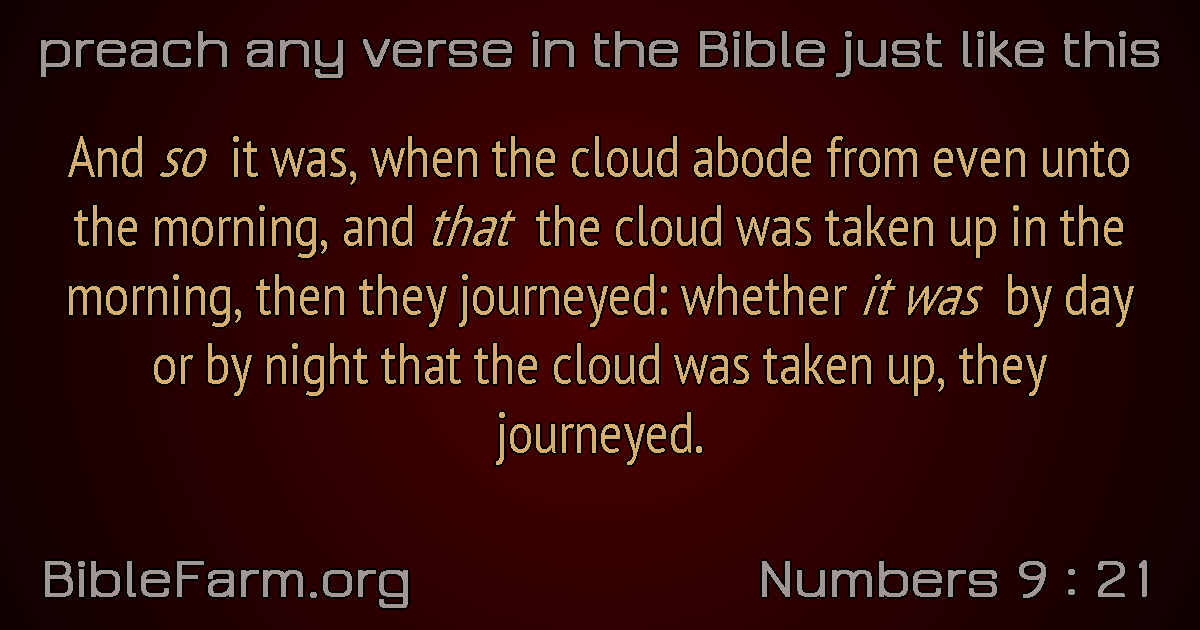 preach any verse in the Bible just like this
And so it was, when the cloud abode from even unto
the morning, and that the cloud was taken up in the
morning, then they journeyed: whether it was by day
or by night that the cloud was taken up, they
journeyed.
BibleFarm.org
Numbers 9 : 21